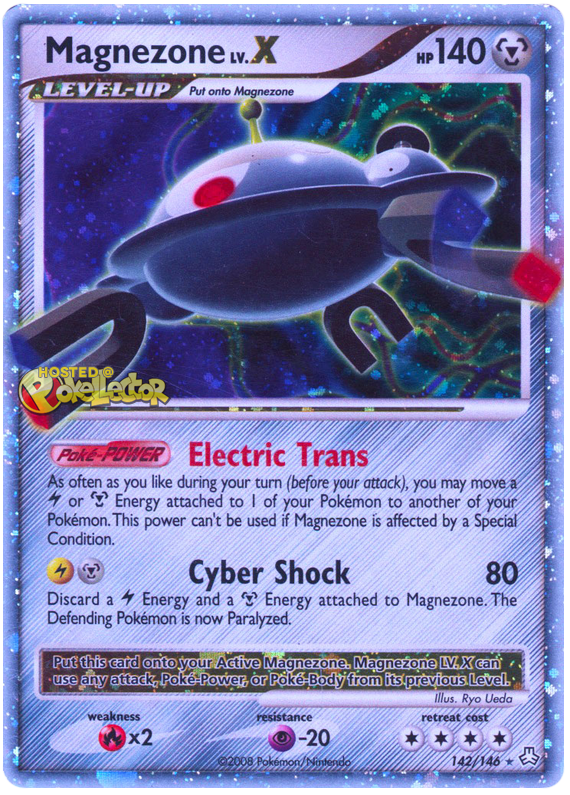 Magnezone LV.X HP 140
LEVEL-UP Put onto Magnezone
HOSTED @
PokeLLector
Poké-POWER Electric Trans
As often as you like during your turn (before your attack), you may move a
or Energy attached to 1 of your Pokémon to another of your
Pokémon. This power can't be used if Magnezone is affected by a Special
Condition.
Cyber Shock 80
Discard a Energy and a Energy attached to Magnezone. The
Defending Pokémon is now Paralyzed.
Put this card onto your Active Magnezone. Magnezone LV. X can
use any attack, Poké-Power, or Poké-Body from its previous Level.
Illus. Ryo Ueda
weakness resistance retreat cost
x2 -20
©2008 Pokémon/Nintendo 142/146